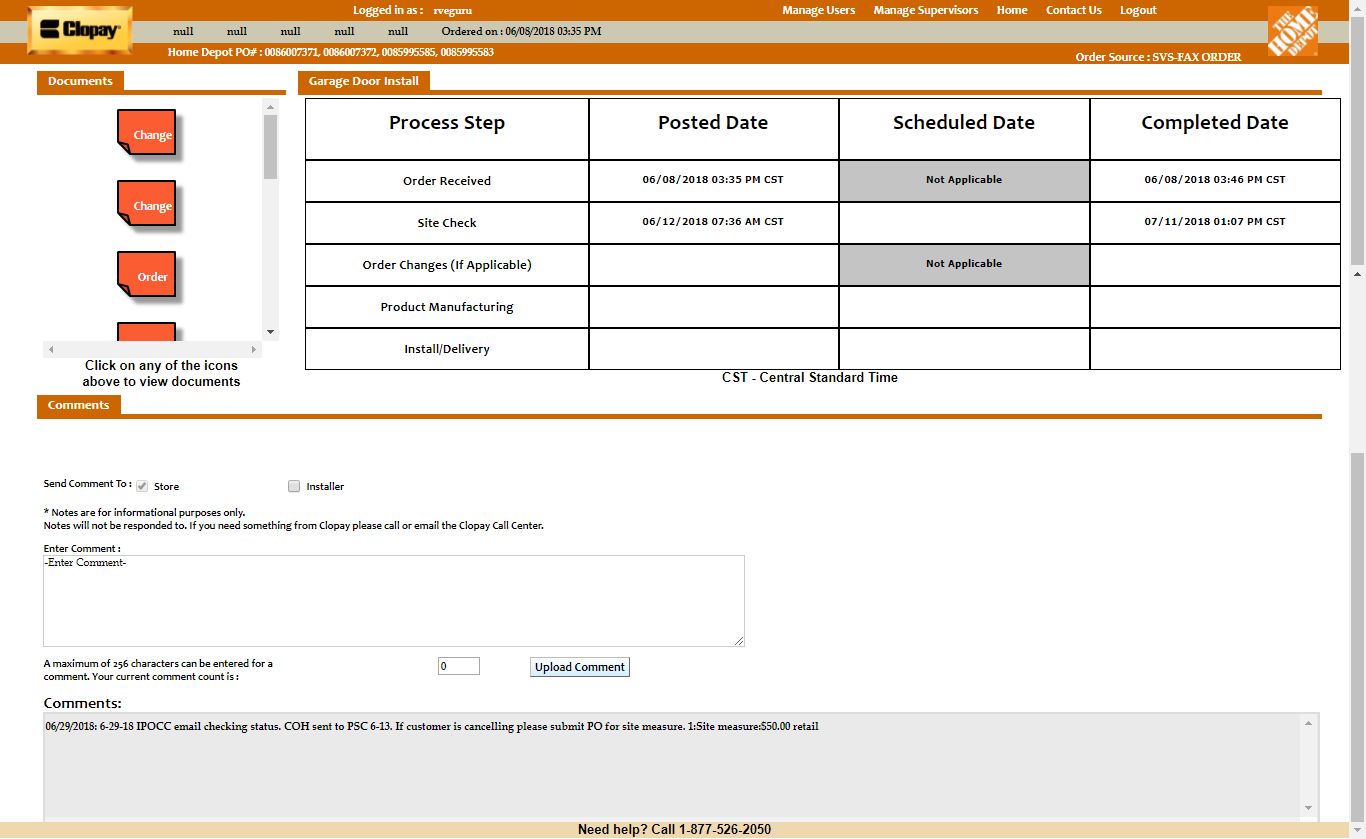 Logged in as : rveguru
Manage Users Manage Supervisors Home Contact Us Logout
Clopay
null null null null null Ordered on : 06/08/2018 03:35 PM
THE HOME DEPOT
Home Depot PO# : 0086007371, 0086007372, 0085995585, 0085995583
Order Source : SVS-FAX ORDER
Documents
Change
Change
Order
Click on any of the icons
above to view documents
Garage Door Install
Process Step Posted Date Scheduled Date Completed Date
Order Received 06/08/2018 03:35 PM CST Not Applicable 06/08/2018 03:46 PM CST
Site Check 06/12/2018 07:36 AM CST 07/11/2018 01:07 PM CST
Order Changes (If Applicable) Not Applicable
Product Manufacturing
Install/Delivery
CST - Central Standard Time
Comments
Send Comment To : Store Installer
* Notes are for informational purposes only.
Notes will not be responded to. If you need something from Clopay please call or email the Clopay Call Center.
Enter Comment :
-Enter Comment-
A maximum of 256 characters can be entered for a
comment. Your current comment count is :
0
Upload Comment
Comments:
06/29/2018: 6-29-18 IPOCC email checking status. COH sent to PSC 6-13. If customer is cancelling please submit PO for site measure. 1:Site measure:$50.00 retail
Need help? Call 1-877-526-2050